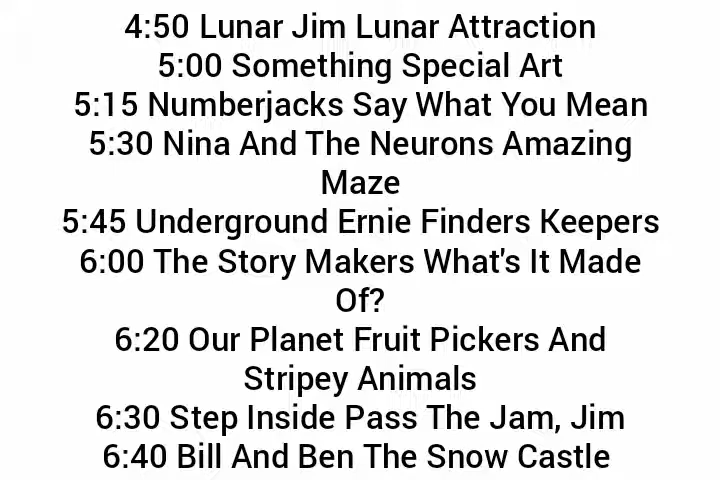 4:50 Lunar Jim Lunar Attraction
5:00 Something Special Art
5:15 Numberjacks Say What You Mean
5:30 Nina And The Neurons Amazing
Maze
5:45 Underground Ernie Finders Keepers
6:00 The Story Makers What's It Made
Of?
6:20 Our Planet Fruit Pickers And
Stripey Animals
6:30 Step Inside Pass The Jam, Jim
6:40 Bill And Ben The Snow Castle